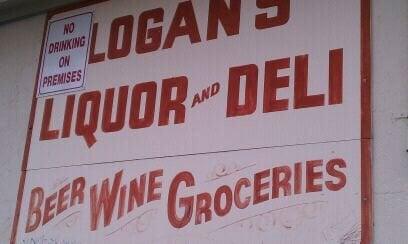 LOGAN'S
NO
DRINKING
ON
PREMISES
LIQUOR AND DELI
BEER WINE GROCERIES